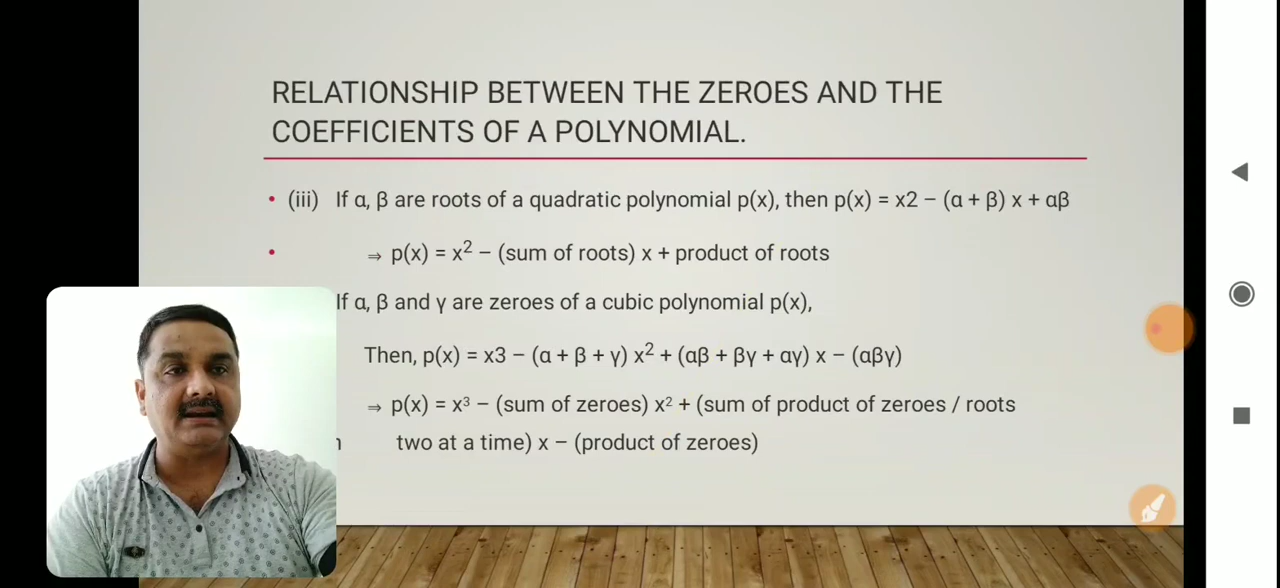 RELATIONSHIP BETWEEN THE ZEROES AND THE
COEFFICIENTS OF A POLYNOMIAL.
• (iii) If α, β are roots of a quadratic polynomial p(x), then p(x) = x2 – (α + β) x + αβ
• ⇒ p(x) = x² – (sum of roots) x + product of roots
If α, β and γ are zeroes of a cubic polynomial p(x),
Then, p(x) = x3 – (α + β + γ) x² + (αβ + βγ + αγ) x – (αβγ)
⇒ p(x) = x³ – (sum of zeroes) x² + (sum of product of zeroes / roots
two at a time) x – (product of zeroes)